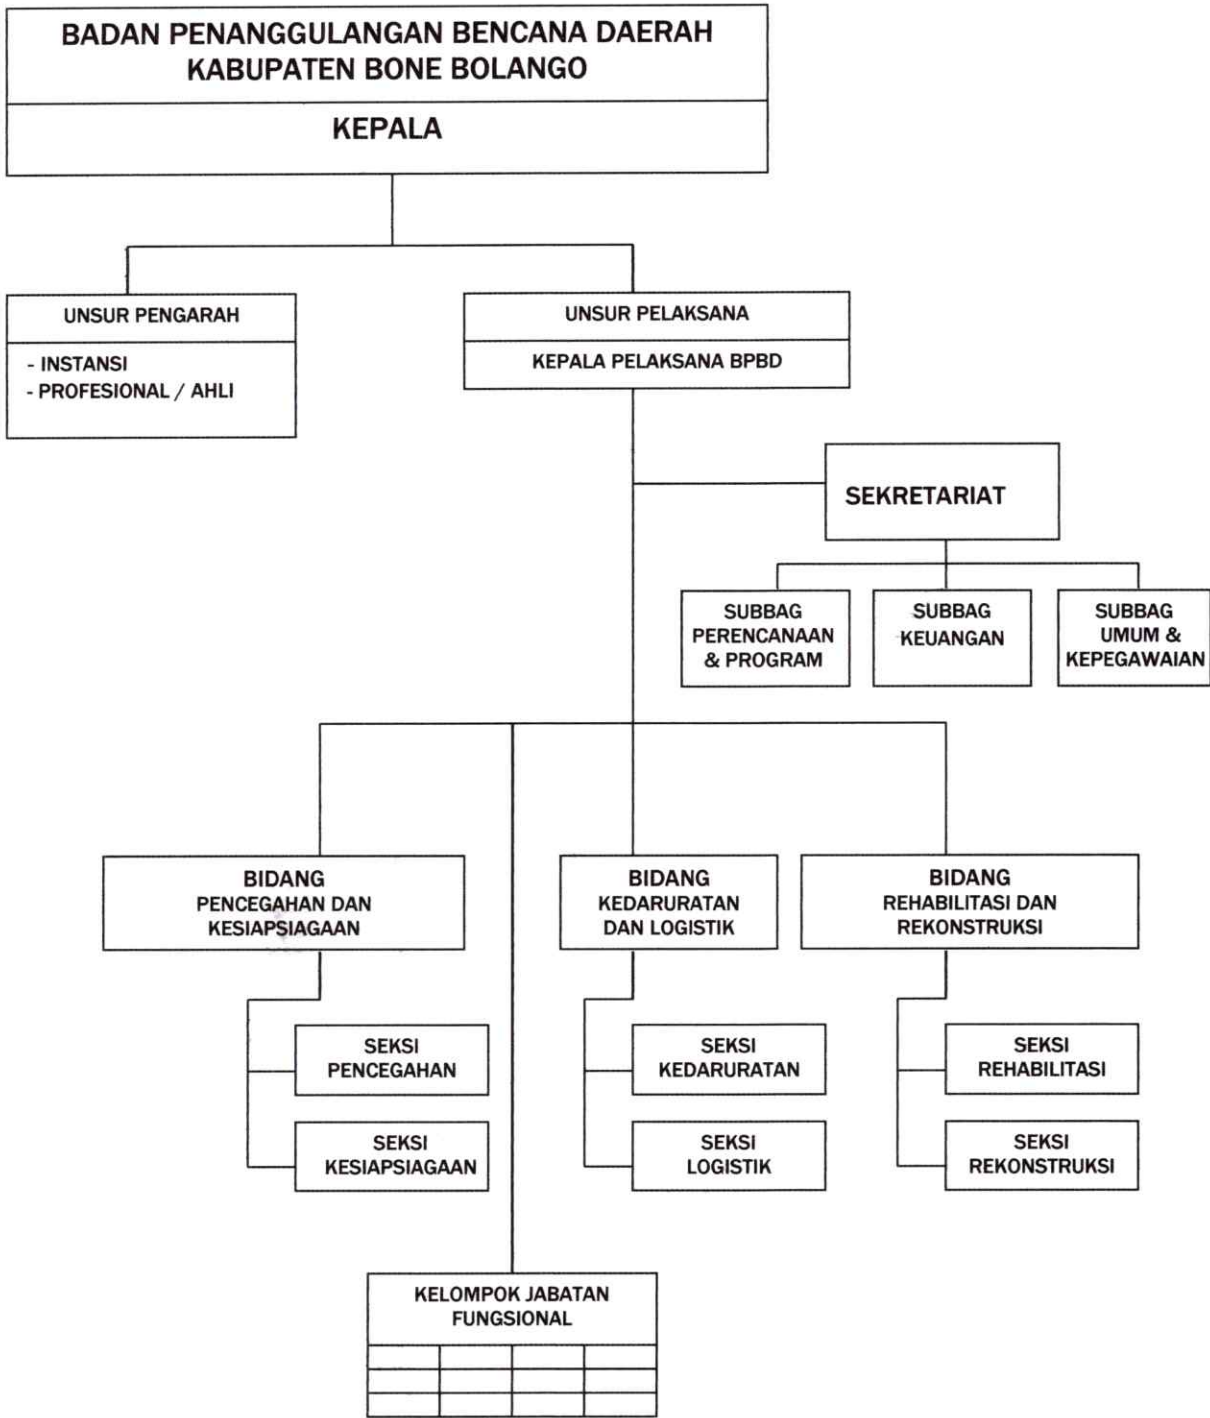 BADAN PENANGGULANGAN BENCANA DAERAH
KABUPATEN BONE BOLANGO
KEPALA
UNSUR PENGARAH
- INSTANSI
- PROFESIONAL / AHLI
UNSUR PELAKSANA
KEPALA PELAKSANA BPBD
SEKRETARIAT
SUBBAG
PERENCANAAN
& PROGRAM
SUBBAG
KEUANGAN
SUBBAG
UMUM &
KEPEGAWAIAN
BIDANG
PENCEGAHAN DAN
KESIAPSIAGAAN
BIDANG
KEDARURATAN
DAN LOGISTIK
BIDANG
REHABILITASI DAN
REKONSTRUKSI
SEKSI
PENCEGAHAN
SEKSI
KESIAPSIAGAAN
SEKSI
KEDARURATAN
SEKSI
LOGISTIK
SEKSI
REHABILITASI
SEKSI
REKONSTRUKSI
KELOMPOK JABATAN
FUNGSIONAL